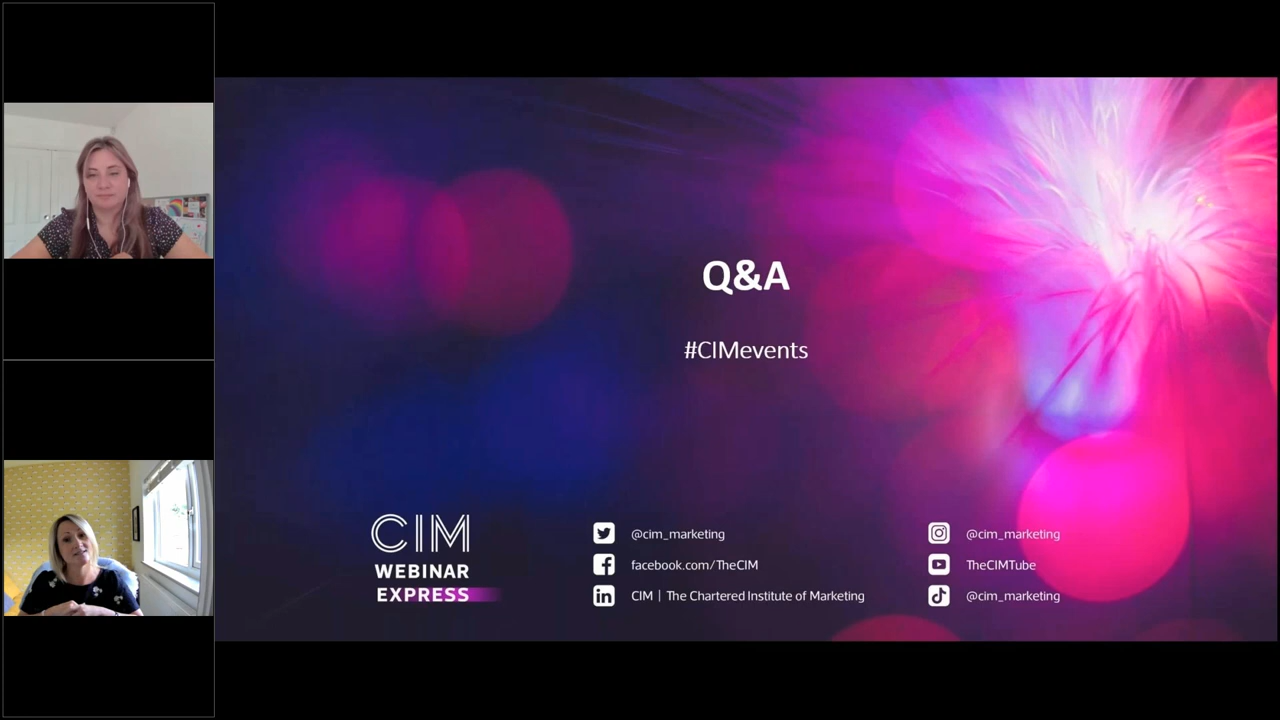 Q&A
#CIMevents
CIM
WEBINAR
EXPRESS
@cim_marketing
facebook.com/TheCIM
CIM | The Chartered Institute of Marketing
@cim_marketing
TheCIMTube
@cim_marketing